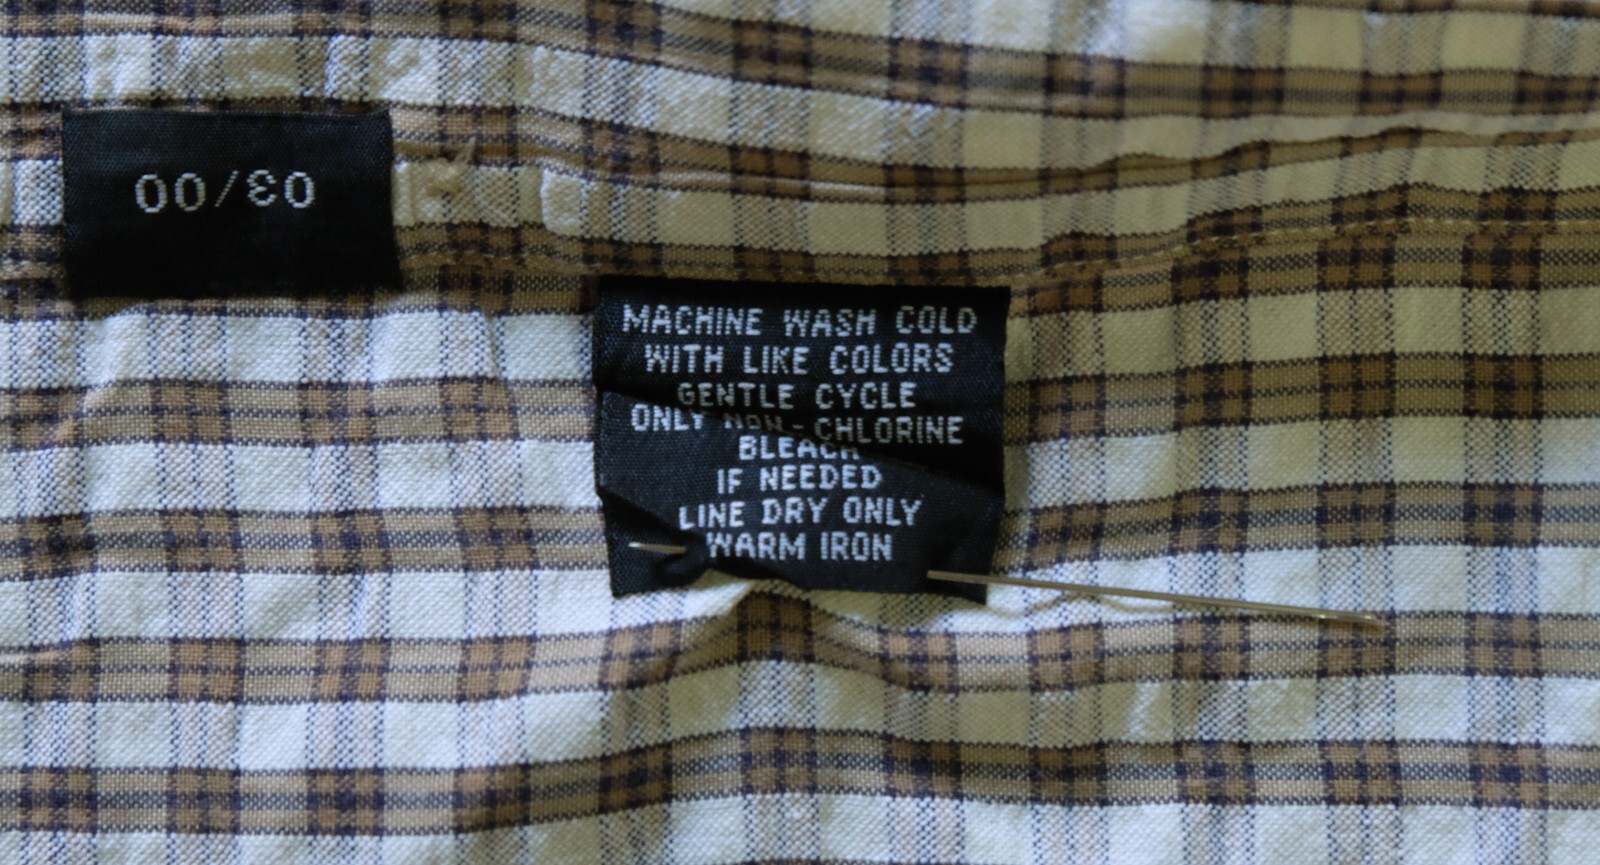 03/00
MACHINE WASH COLD
WITH LIKE COLORS
GENTLE CYCLE
ONLY NON-CHLORINE
BLEACH
IF NEEDED
LINE DRY ONLY
WARM IRON